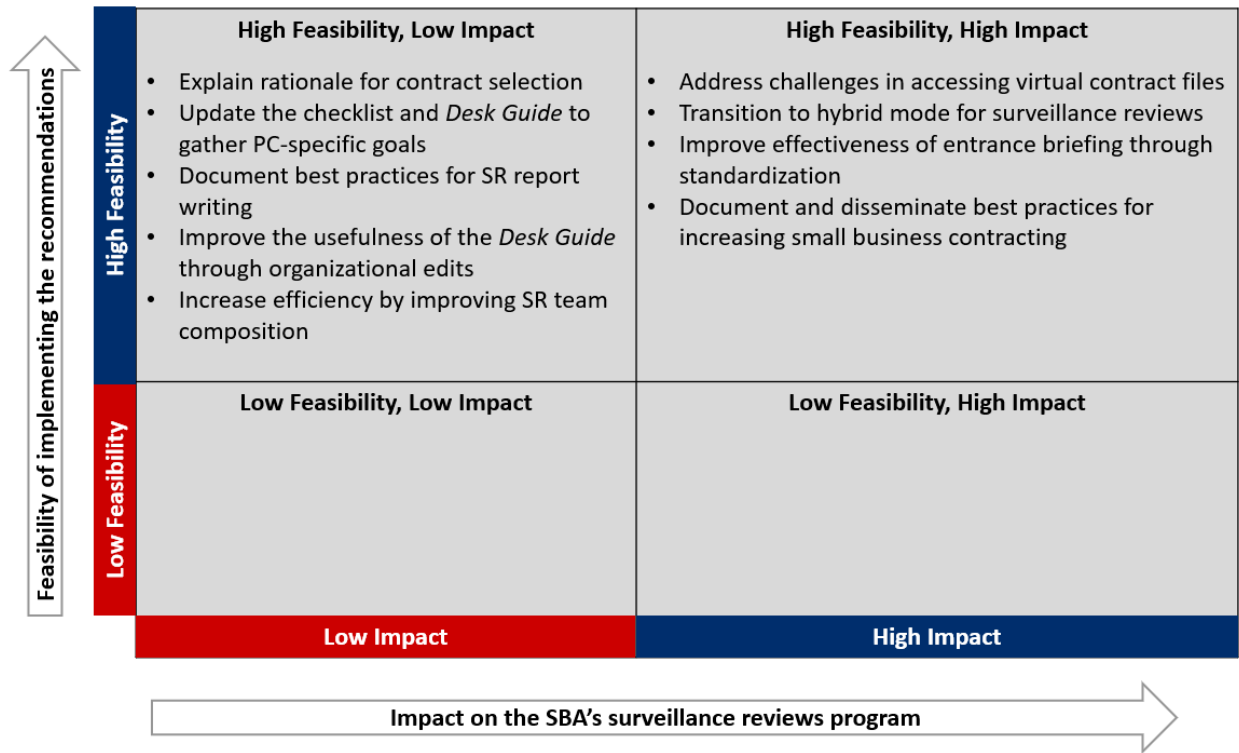 Feasibility of implementing the recommendations
High Feasibility
Low Feasibility
High Feasibility, Low Impact
• Explain rationale for contract selection
• Update the checklist and Desk Guide to
gather PC-specific goals
• Document best practices for SR report
writing
• Improve the usefulness of the Desk Guide
through organizational edits
• Increase efficiency by improving SR team
composition
High Feasibility, High Impact
• Address challenges in accessing virtual contract files
• Transition to hybrid mode for surveillance reviews
• Improve effectiveness of entrance briefing through
standardization
• Document and disseminate best practices for
increasing small business contracting
Low Feasibility, Low Impact
Low Feasibility, High Impact
Low Impact
High Impact
Impact on the SBA’s surveillance reviews program